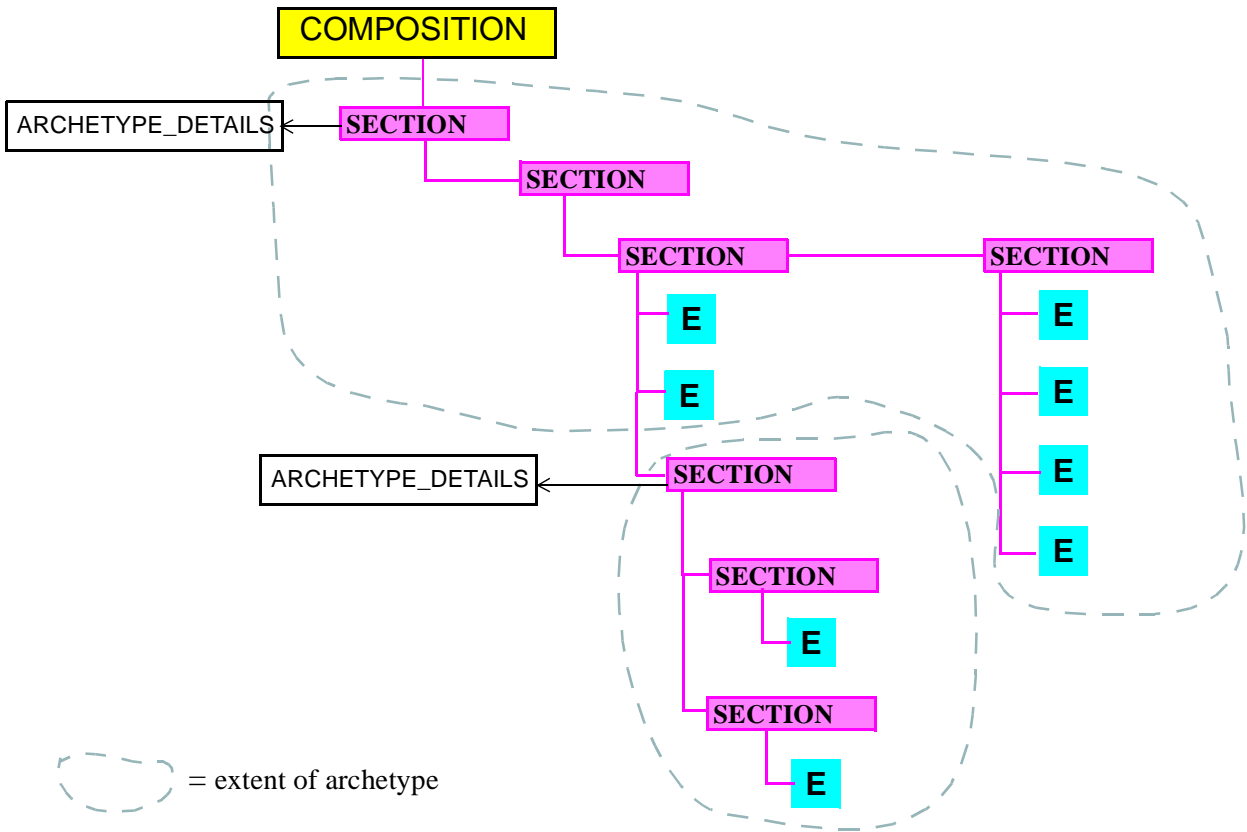 COMPOSITION
ARCHETYPE_DETAILS
SECTION
SECTION
SECTION
SECTION
E
E
E
E
ARCHETYPE_DETAILS
SECTION
E
E
SECTION
E
SECTION
E
= extent of archetype